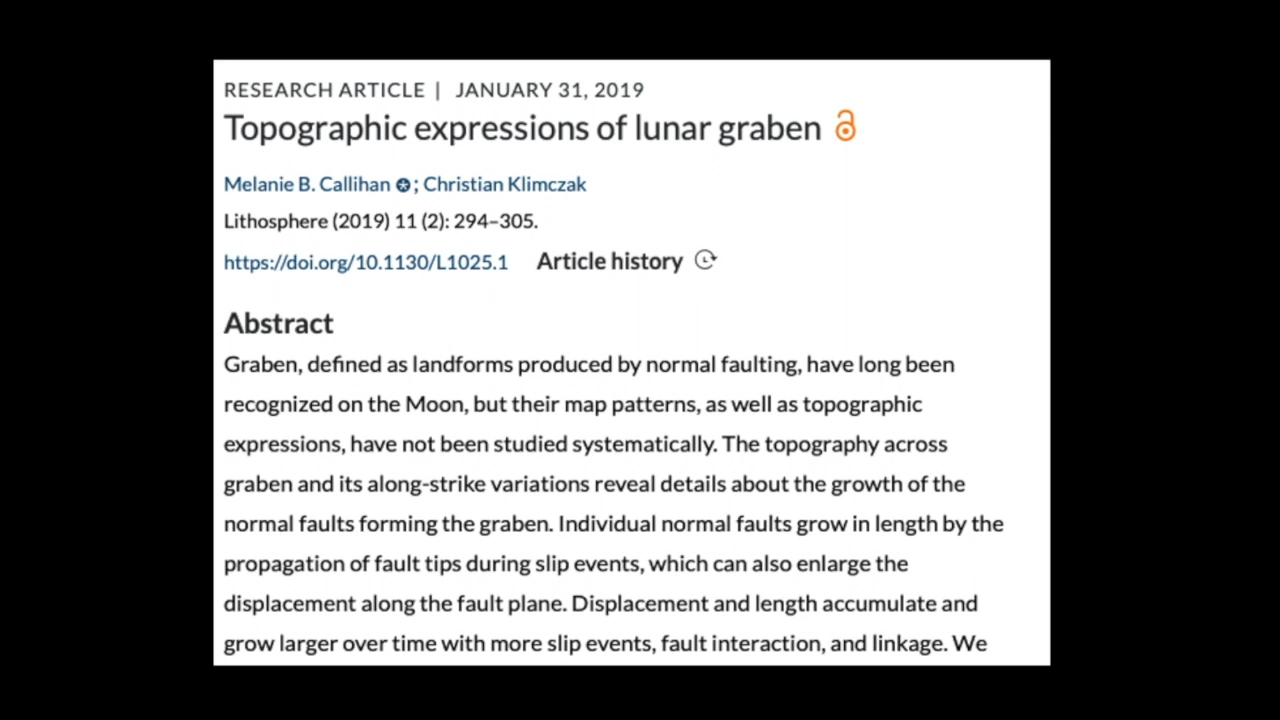 RESEARCH ARTICLE | JANUARY 31, 2019
Topographic expressions of lunar graben
Melanie B. Callihan ; Christian Klimczak
Lithosphere (2019) 11 (2): 294–305.
https://doi.org/10.1130/L1025.1 Article history
Abstract
Graben, defined as landforms produced by normal faulting, have long been
recognized on the Moon, but their map patterns, as well as topographic
expressions, have not been studied systematically. The topography across
graben and its along-strike variations reveal details about the growth of the
normal faults forming the graben. Individual normal faults grow in length by the
propagation of fault tips during slip events, which can also enlarge the
displacement along the fault plane. Displacement and length accumulate and
grow larger over time with more slip events, fault interaction, and linkage. We